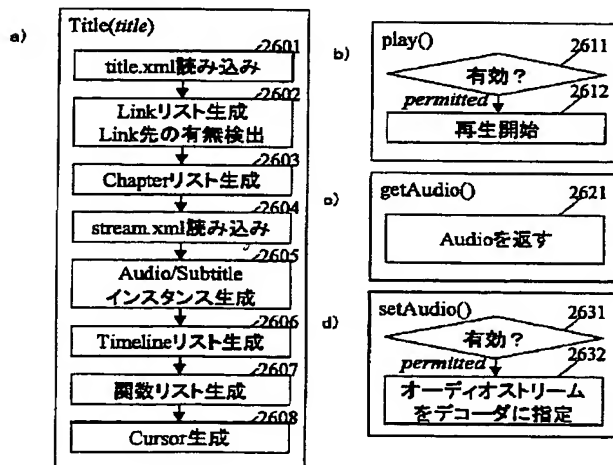 a)
Title(title)
2601
title.xml読み込み
2602
Linkリスト生成
Link先の有無検出
2603
Chapterリスト生成
2604
stream.xml読み込み
2605
Audio/Subtitle
インスタンス生成
2606
Timelineリスト生成
2607
関数リスト生成
2608
Cursor生成
b)
play()
2611
有効？
permitted
2612
再生開始
c)
getAudio()
2621
Audioを返す
d)
setAudio()
2631
有効？
permitted
2632
オーディオストリーム
をデコーダに指定